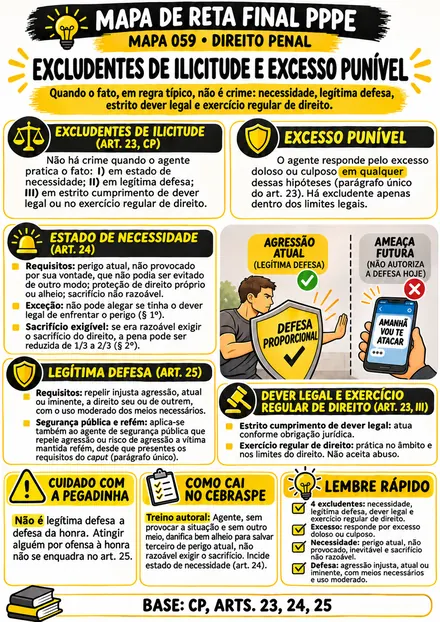 MAPA DE RETA FINAL PPPE
MAPA 059 • DIREITO PENAL
EXCLUDENTES DE ILICITUDE E EXCESSO PUNÍVEL
Quando o fato, em regra típico, não é crime: necessidade, legítima defesa,
estrito dever legal e exercício regular de direito.
EXCLUDENTES DE ILICITUDE
(ART. 23, CP)
Não há crime quando o agente
pratica o fato: I) em estado de
necessidade; II) em legítima defesa;
III) em estrito cumprimento de dever
legal ou no exercício regular de direito.
EXCESSO PUNÍVEL
O agente responde pelo excesso
doloso ou culposo em qualquer
dessas hipóteses (parágrafo único
do art. 23). Há excludente apenas
dentro dos limites legais.
ESTADO DE NECESSIDADE
(ART. 24)
Requisitos: perigo atual, não provocado
por sua vontade, que não podia ser evitado
de outro modo; proteção de direito próprio
ou alheio; sacrifício não razoável.
Exceção: não pode alegar se tinha o dever
legal de enfrentar o perigo (§ 1º).
Sacrifício exigível: se era razoável exigir
o sacrifício do direito, a pena pode ser
reduzida de 1/3 a 2/3 (§ 2º).
AGRESSÃO
ATUAL
(LEGÍTIMA DEFESA)
DEFESA
PROPORCIONAL
AMEAÇA
FUTURA
(NÃO AUTORIZA
A DEFESA HOJE)
AMANHÃ
VOU TE
ATACAR
LEGÍTIMA DEFESA (ART. 25)
Requisitos: repelir injusta agressão, atual
ou iminente, a direito seu ou de outrem,
com o uso moderado dos meios necessários.
Segurança pública e refém: aplica-se
também ao agente de segurança pública que
repele agressão ou risco de agressão a vítima
mantida refém, desde que presentes os
requisitos do caput (parágrafo único).
DEVER LEGAL E EXERCÍCIO
REGULAR DE DIREITO (ART. 23, III)
Estrito cumprimento de dever legal: atua
conforme obrigação jurídica.
Exercício regular de direito: prática no âmbito e
nos limites do direito. Não aceita abuso.
CUIDADO COM
A PEGADINHA
Não é legítima defesa a
defesa da honra. Atingir
alguém por ofensa à honra
não se enquadra no art. 25.
COMO CAI
NO CEBRASPE
Treino autoral: Agente, sem
provocar a situação e sem outro
meio, danifica bem alheio para salvar
terceiro de perigo atual, não
razoável exigir o sacrifício. Incide
estado de necessidade (art. 24).
LEMBRE RÁPIDO
4 excludentes: necessidade,
legítima defesa, dever legal e
exercício regular de direito.
Excesso: responde por excesso
doloso ou culposo.
Necessidade: perigo atual, não
provocado, inevitável e sacrifício
não razoável.
Defesa: agressão injusta, atual ou
iminente, com meios necessários
e uso moderado.
BASE: CP, ARTS. 23, 24, 25